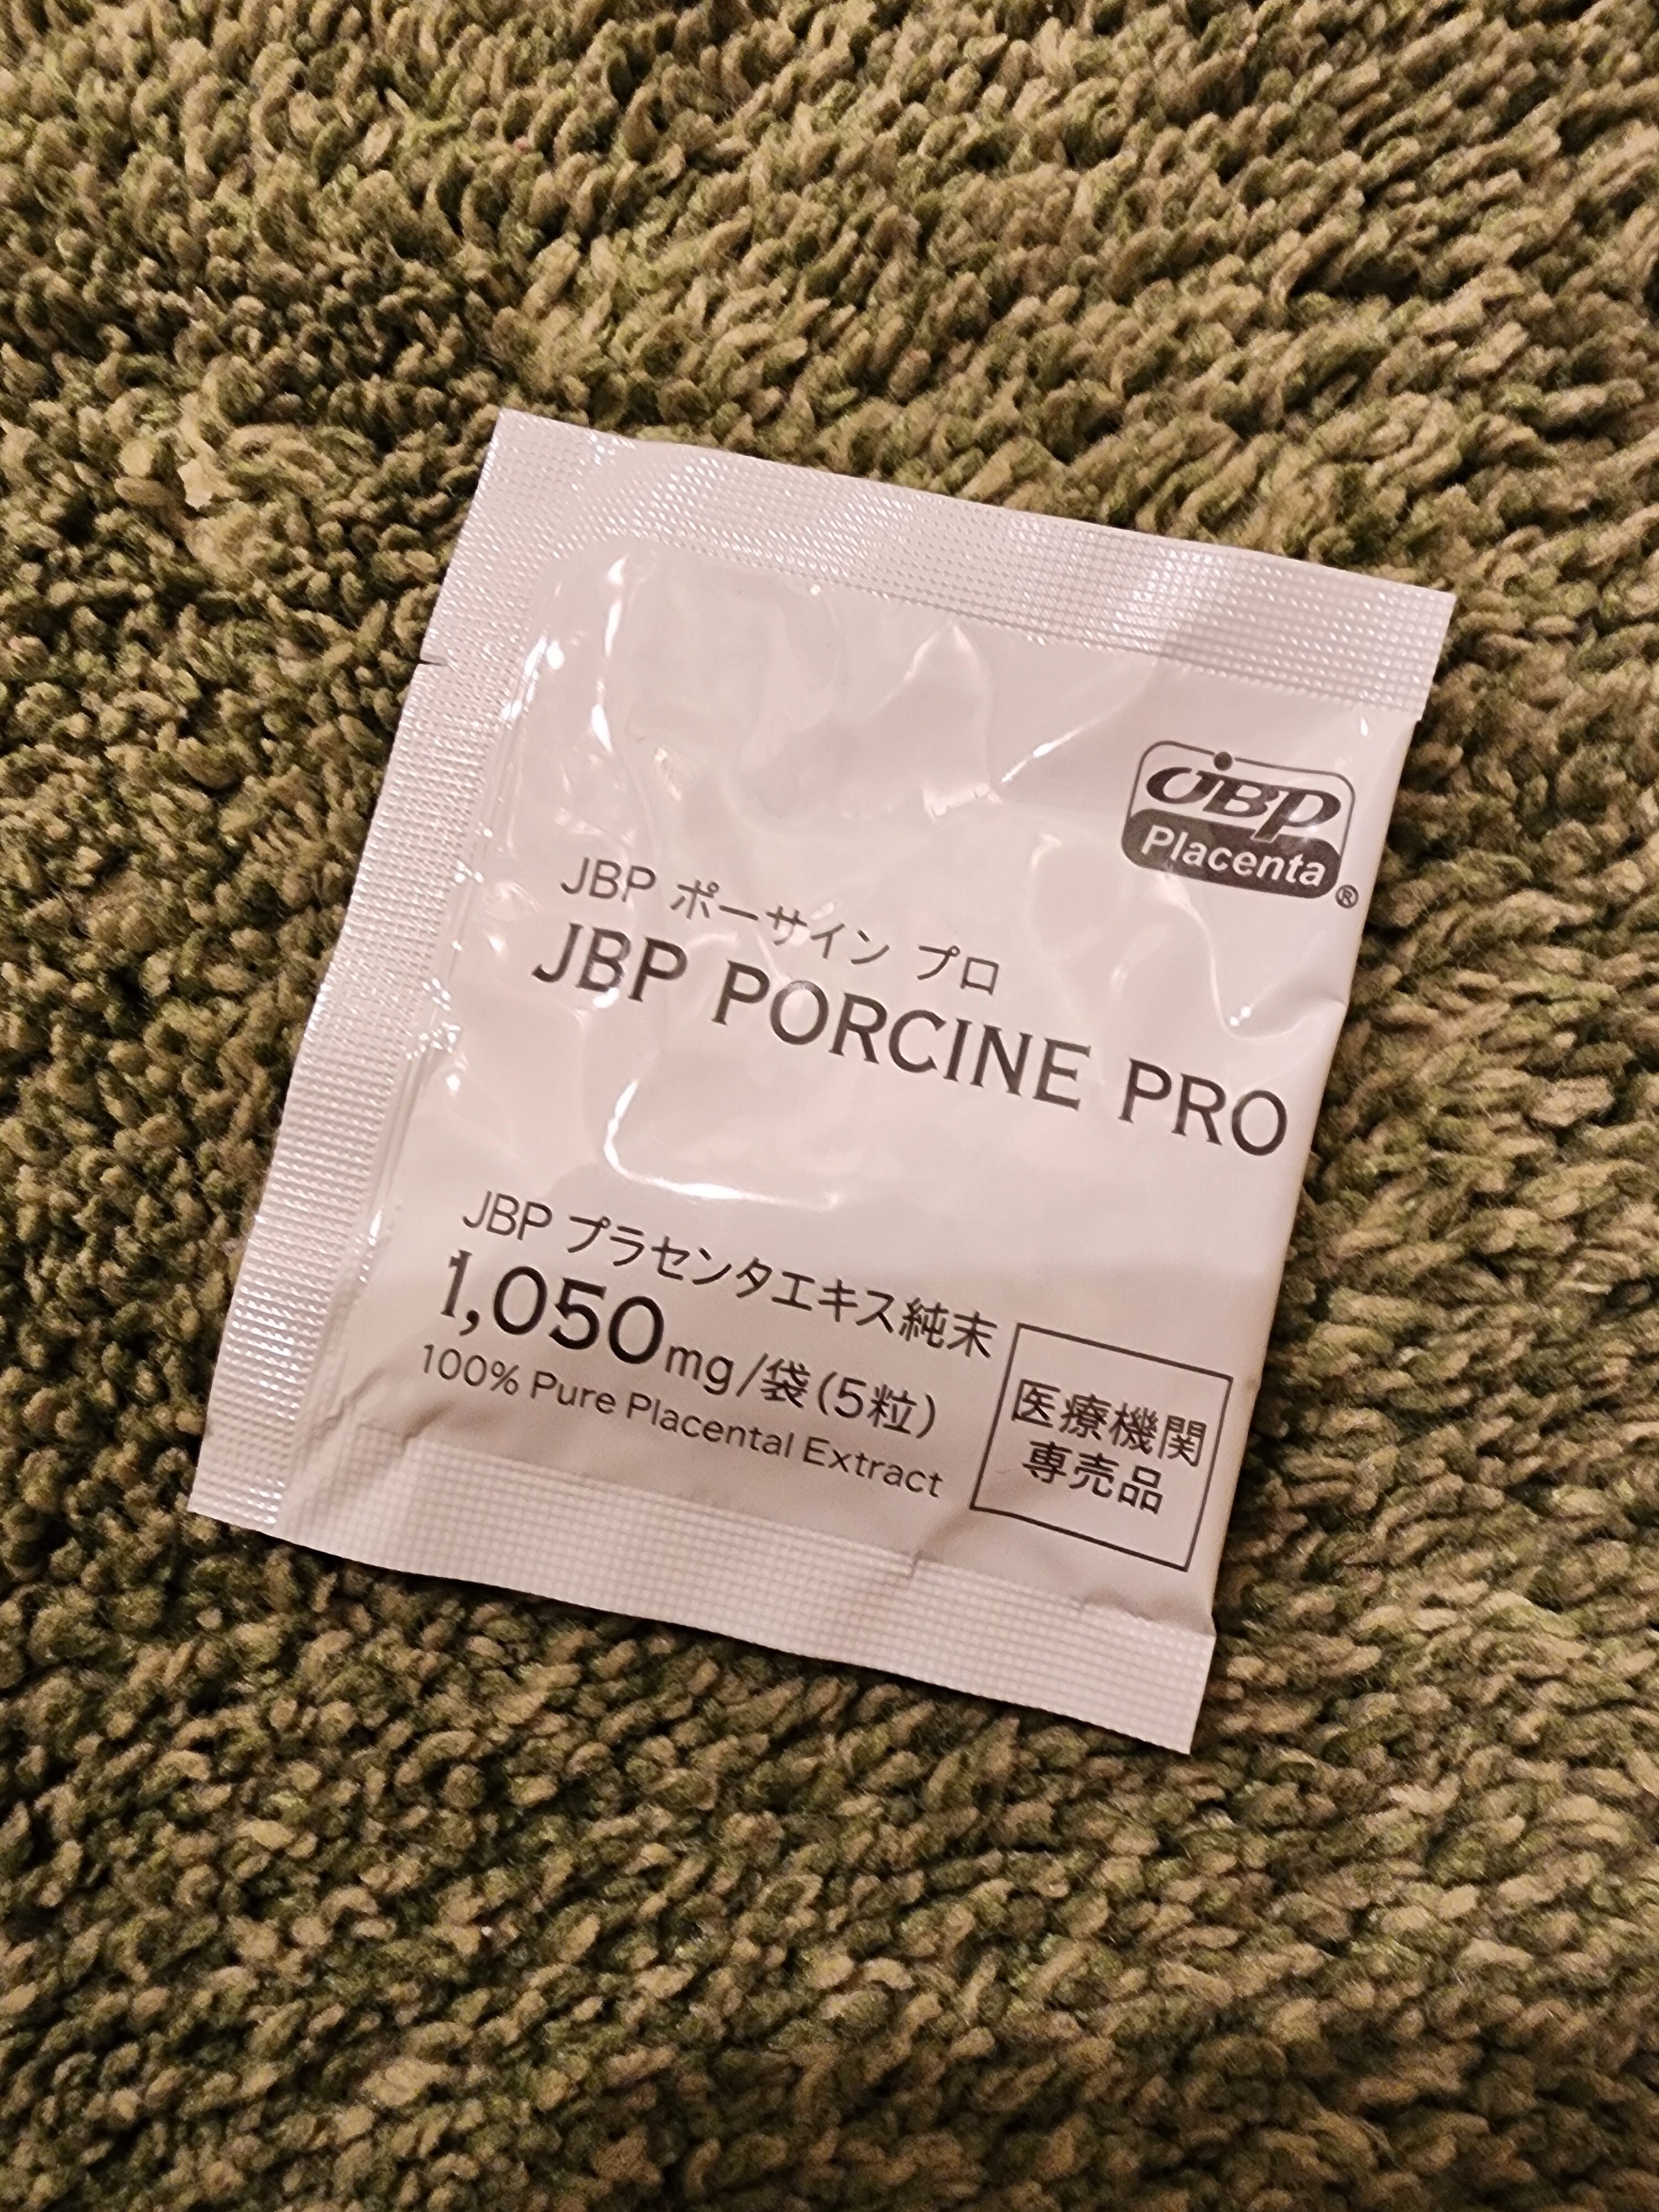 JBP
Placenta®
JBP ポーサイン プロ
JBP PORCINE PRO
JBP プラセンタエキス純末
1,050mg/袋(5粒)
100% Pure Placental Extract
医療機関
専売品